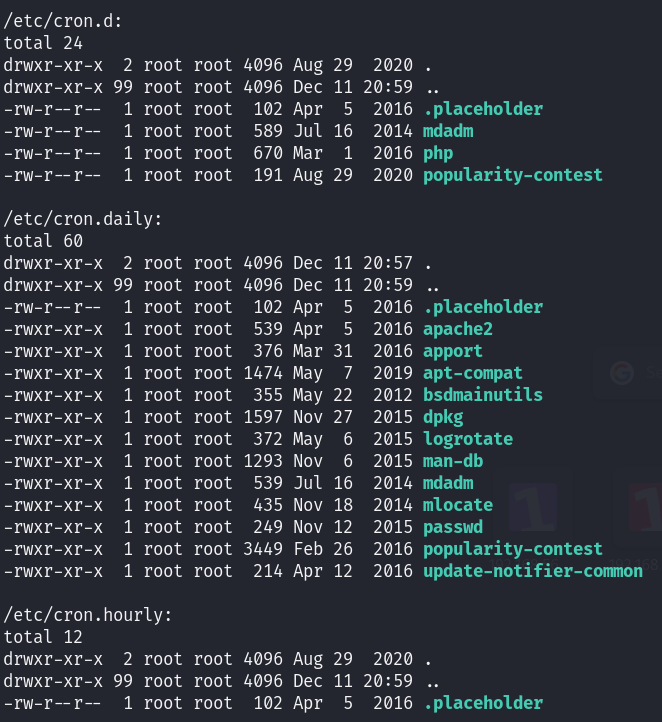 /etc/cron.d:
total 24
drwxr-xr-x  2 root root 4096 Aug 29  2020 .
drwxr-xr-x 99 root root 4096 Dec 11 20:59 ..
-rw-r--r--  1 root root  102 Apr  5  2016 .placeholder
-rw-r--r--  1 root root  589 Jul 16  2014 mdadm
-rw-r--r--  1 root root  670 Mar  1  2016 php
-rw-r--r--  1 root root  191 Aug 29  2020 popularity-contest

/etc/cron.daily:
total 60
drwxr-xr-x  2 root root 4096 Dec 11 20:57 .
drwxr-xr-x 99 root root 4096 Dec 11 20:59 ..
-rw-r--r--  1 root root  102 Apr  5  2016 .placeholder
-rwxr-xr-x  1 root root  539 Apr  5  2016 apache2
-rwxr-xr-x  1 root root  376 Mar 31  2016 apport
-rwxr-xr-x  1 root root 1474 May  7  2019 apt-compat
-rwxr-xr-x  1 root root  355 May 22  2012 bsdmainutils
-rwxr-xr-x  1 root root 1597 Nov 27  2015 dpkg
-rwxr-xr-x  1 root root  372 May  6  2015 logrotate
-rwxr-xr-x  1 root root 1293 Nov  6  2015 man-db
-rwxr-xr-x  1 root root  539 Jul 16  2014 mdadm
-rwxr-xr-x  1 root root  435 Nov 18  2014 mlocate
-rwxr-xr-x  1 root root  249 Nov 12  2015 passwd
-rwxr-xr-x  1 root root 3449 Feb 26  2016 popularity-contest
-rwxr-xr-x  1 root root  214 Apr 12  2016 update-notifier-common

/etc/cron.hourly:
total 12
drwxr-xr-x  2 root root 4096 Aug 29  2020 .
drwxr-xr-x 99 root root 4096 Dec 11 20:59 ..
-rw-r--r--  1 root root  102 Apr  5  2016 .placeholder